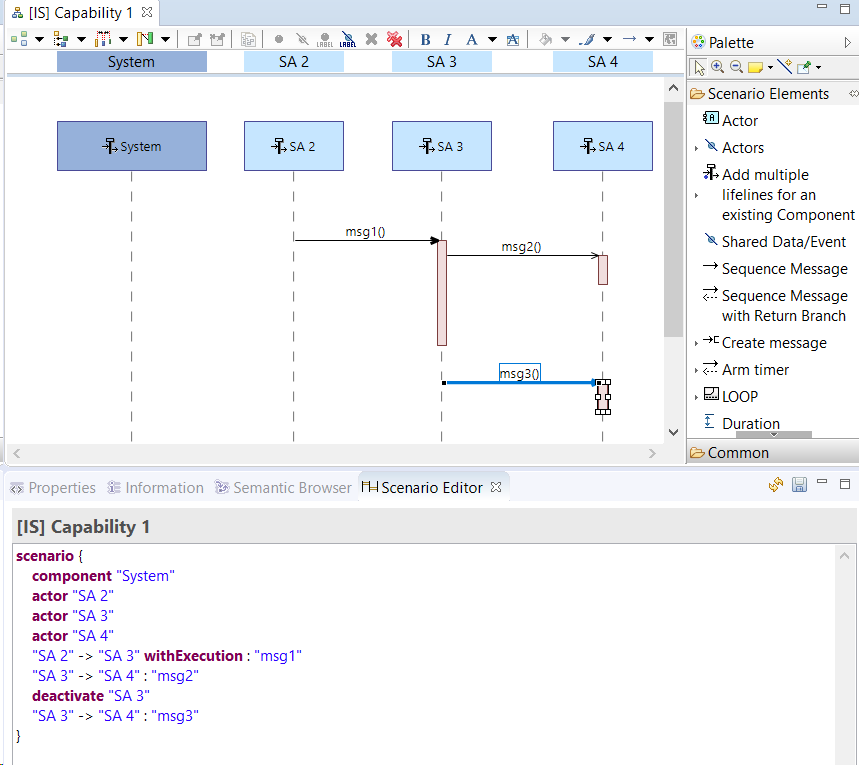 [IS] Capability 1
LABEL LABEL B I A A
System SA 2 SA 3 SA 4
System SA 2 SA 3 SA 4
msg1()
msg2()
msg3()
Palette
Scenario Elements
Actor
Actors
Add multiple
lifelines for an
existing Component
Shared Data/Event
Sequence Message
Sequence Message
with Return Branch
Create message
Arm timer
LOOP
Duration
Common
Properties Information Semantic Browser Scenario Editor
[IS] Capability 1
scenario {
component "System"
actor "SA 2"
actor "SA 3"
actor "SA 4"
"SA 2" -> "SA 3" withExecution : "msg1"
"SA 3" -> "SA 4" : "msg2"
deactivate "SA 3"
"SA 3" -> "SA 4" : "msg3"
}